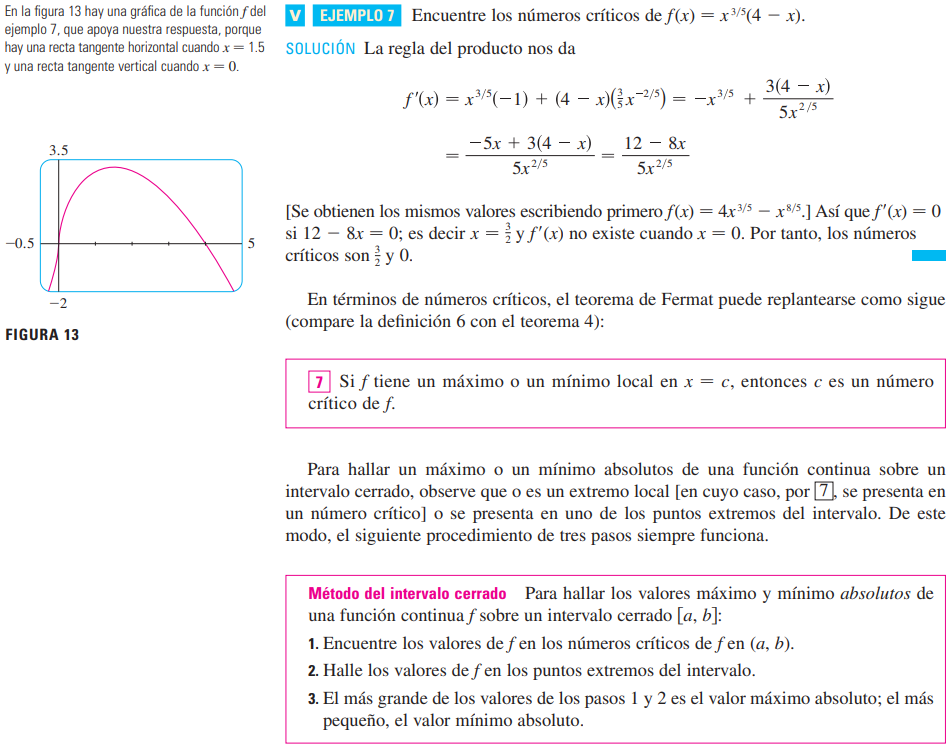 En la figura 13 hay una gráfica de la función f del
ejemplo 7, que apoya nuestra respuesta, porque
hay una recta tangente horizontal cuando x = 1.5
y una recta tangente vertical cuando x = 0.
3.5
−0.5
5
−2
FIGURA 13
V EJEMPLO 7 Encuentre los números críticos de f(x) = x^{3/5}(4 − x).
SOLUCIÓN La regla del producto nos da
f′(x) = x^{3/5}(−1) + (4 − x)(\frac{3}{5}x^{−2/5}) = −x^{3/5} + \frac{3(4 − x)}{5x^{2/5}}
= \frac{−5x + 3(4 − x)}{5x^{2/5}} = \frac{12 − 8x}{5x^{2/5}}
[Se obtienen los mismos valores escribiendo primero f(x) = 4x^{3/5} − x^{8/5}.] Así que f′(x) = 0
si 12 − 8x = 0; es decir x = \frac{3}{2} y f′(x) no existe cuando x = 0. Por tanto, los números
críticos son \frac{3}{2} y 0.
En términos de números críticos, el teorema de Fermat puede replantearse como sigue
(compare la definición 6 con el teorema 4):
7 Si f tiene un máximo o un mínimo local en x = c, entonces c es un número
crítico de f.
Para hallar un máximo o un mínimo absolutos de una función continua sobre un
intervalo cerrado, observe que o es un extremo local [en cuyo caso, por 7, se presenta en
un número crítico] o se presenta en uno de los puntos extremos del intervalo. De este
modo, el siguiente procedimiento de tres pasos siempre funciona.
Método del intervalo cerrado Para hallar los valores máximo y mínimo absolutos de
una función continua f sobre un intervalo cerrado [a, b]:
1. Encuentre los valores de f en los números críticos de f en (a, b).
2. Halle los valores de f en los puntos extremos del intervalo.
3. El más grande de los valores de los pasos 1 y 2 es el valor máximo absoluto; el más
pequeño, el valor mínimo absoluto.